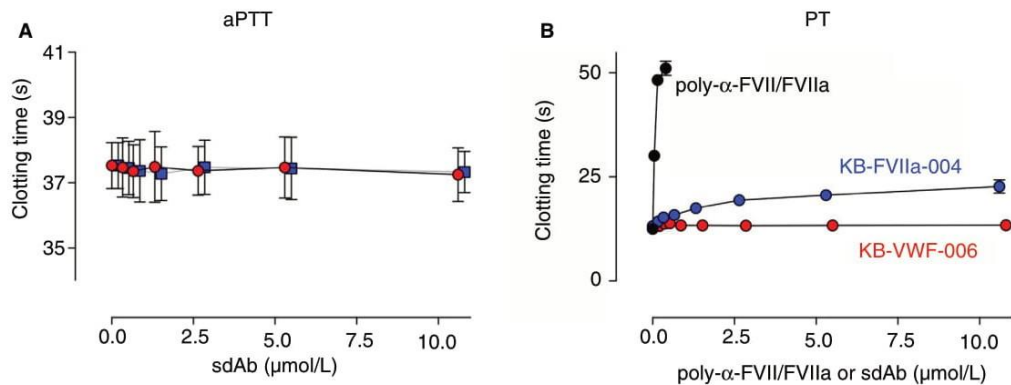 A
aPTT
41
39
37
35
Clotting time (s)
0.0 2.5 5.0 7.5 10.0
sdAb (µmol/L)
B
PT
50
25
0
Clotting time (s)
poly-α-FVII/FVIIa
KB-FVIIa-004
KB-VWF-006
0.0 2.5 5.0 7.5 10.0
poly-α-FVII/FVIIa or sdAb (µmol/L)